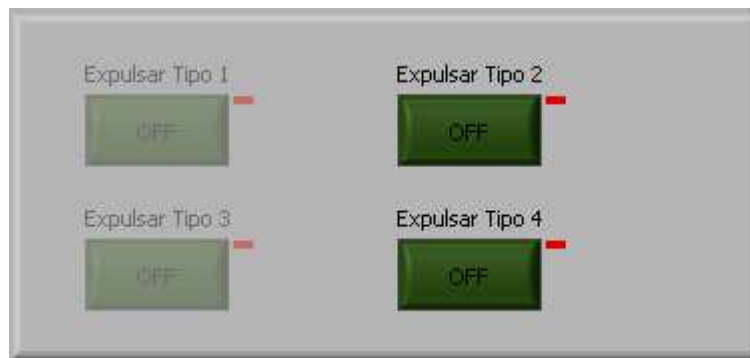 Expulsar Tipo 1
Expulsar Tipo 2
OFF
OFF
Expulsar Tipo 3
Expulsar Tipo 4
OFF
OFF